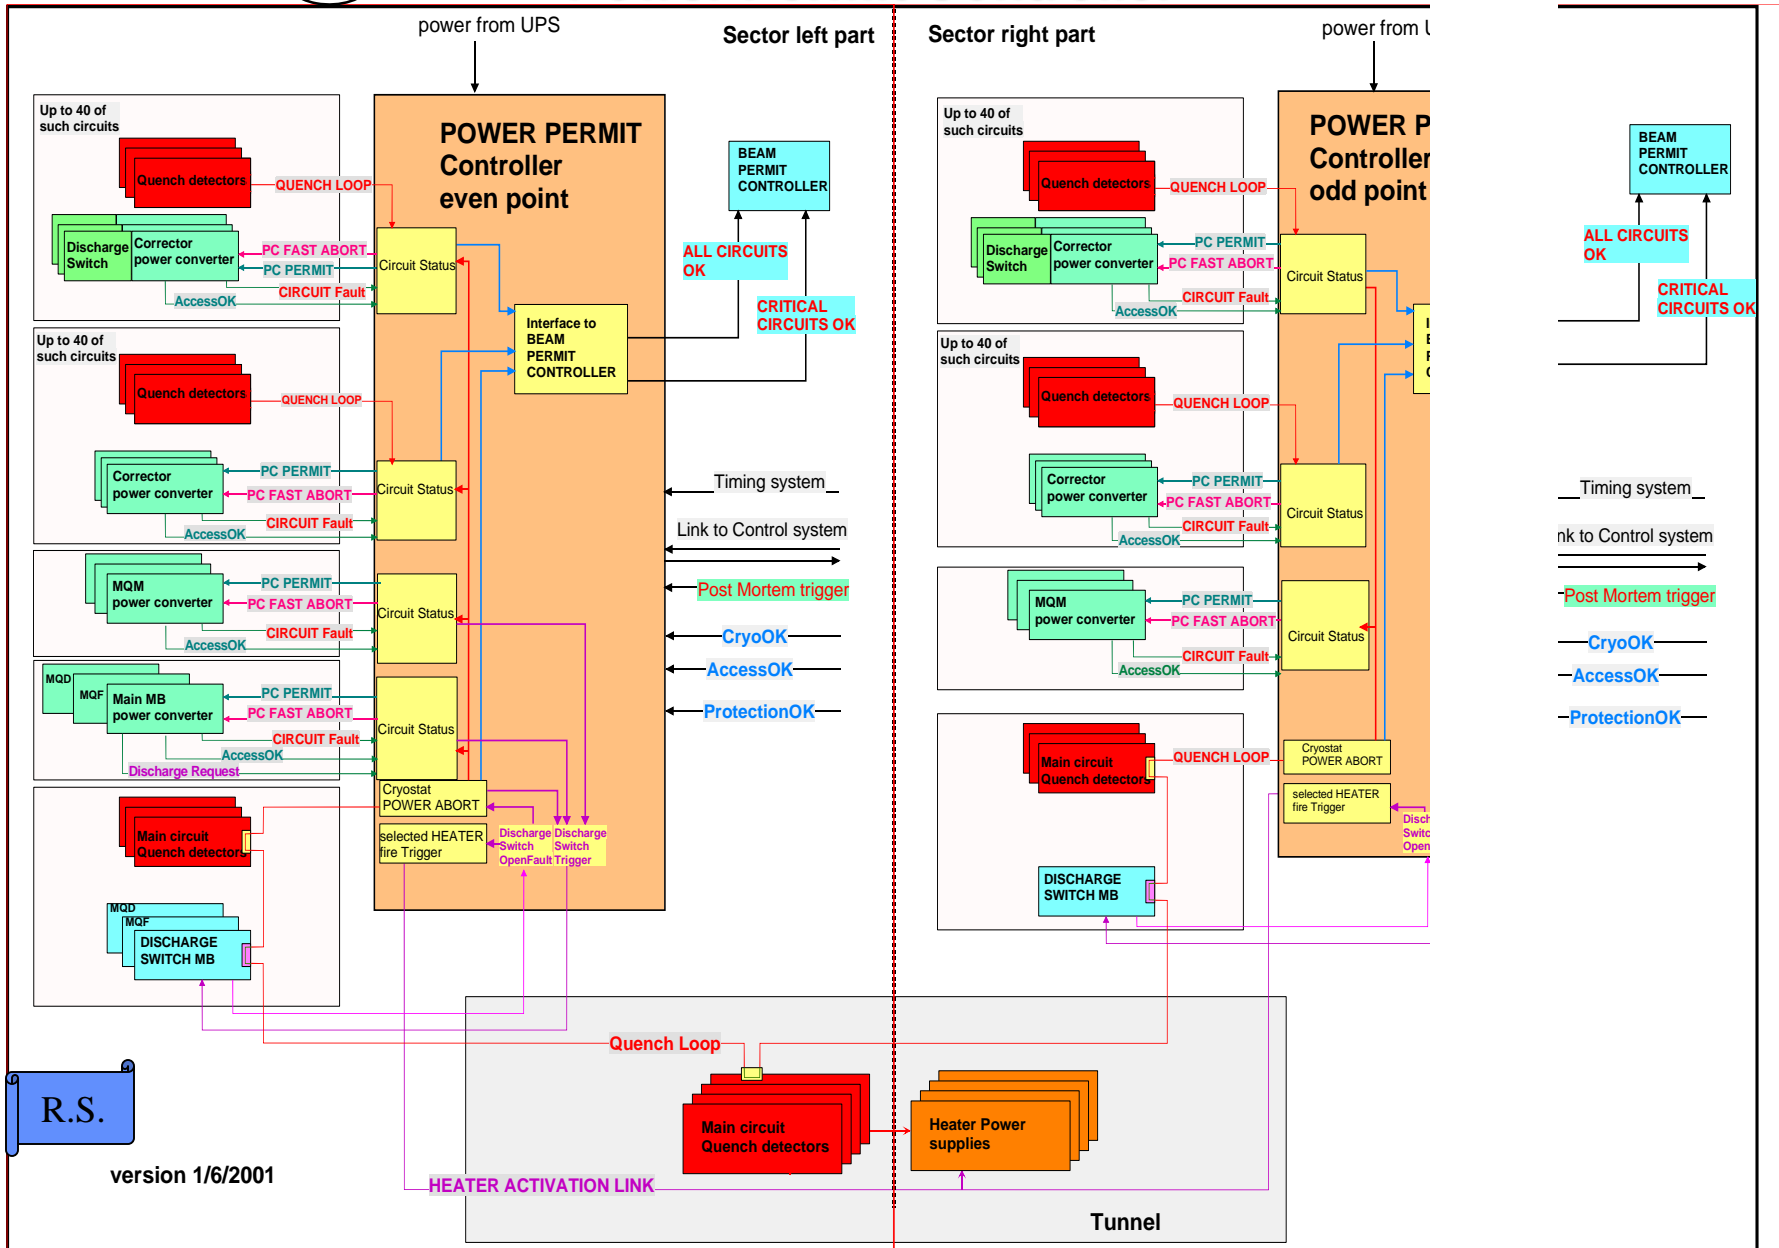 power from UPS
Sector left part
Sector right part
power from
Up to 40 of
such circuits
Quench detectors
QUENCH LOOP
Discharge
Switch
Corrector
power converter
PC FAST ABORT
PC PERMIT
CIRCUIT Fault
AccessOK
Circuit Status
POWER PERMIT
Controller
even point
BEAM
PERMIT
CONTROLLER
ALL CIRCUITS
OK
CRITICAL
CIRCUITS OK
Interface to
BEAM
PERMIT
CONTROLLER
Up to 40 of
such circuits
Quench detectors
QUENCH LOOP
Corrector
power converter
PC PERMIT
PC FAST ABORT
CIRCUIT Fault
AccessOK
Circuit Status
MQM
power converter
PC PERMIT
PC FAST ABORT
CIRCUIT Fault
AccessOK
Circuit Status
MQD
MQF
Main MB
power converter
PC PERMIT
PC FAST ABORT
CIRCUIT Fault
AccessOK
Discharge Request
Circuit Status
Cryostat
POWER ABORT
selected HEATER
fire Trigger
Discharge
Switch
OpenFault
Discharge
Switch
Trigger
Main circuit
Quench detectors
MQD
MQF
DISCHARGE
SWITCH MB
Timing system
Link to Control system
Post Mortem trigger
CryoOK
AccessOK
ProtectionOK
Up to 40 of
such circuits
Quench detectors
QUENCH LOOP
Discharge
Switch
Corrector
power converter
PC PERMIT
PC FAST ABORT
CIRCUIT Fault
AccessOK
Circuit Status
POWER P
Controller
odd point
BEAM
PERMIT
CONTROLLER
ALL CIRCUITS
OK
CRITICAL
CIRCUITS OK
Up to 40 of
such circuits
Quench detectors
QUENCH LOOP
Corrector
power converter
PC PERMIT
PC FAST ABORT
CIRCUIT Fault
AccessOK
Circuit Status
MQM
power converter
PC PERMIT
PC FAST ABORT
CIRCUIT Fault
AccessOK
Circuit Status
Main circuit
Quench detectors
QUENCH LOOP
Cryostat
POWER ABORT
selected HEATER
fire Trigger
DISCHARGE
SWITCH MB
Timing system
nk to Control system
Post Mortem trigger
CryoOK
AccessOK
ProtectionOK
Quench Loop
Main circuit
Quench detectors
Heater Power
supplies
HEATER ACTIVATION LINK
Tunnel
R.S.
version 1/6/2001